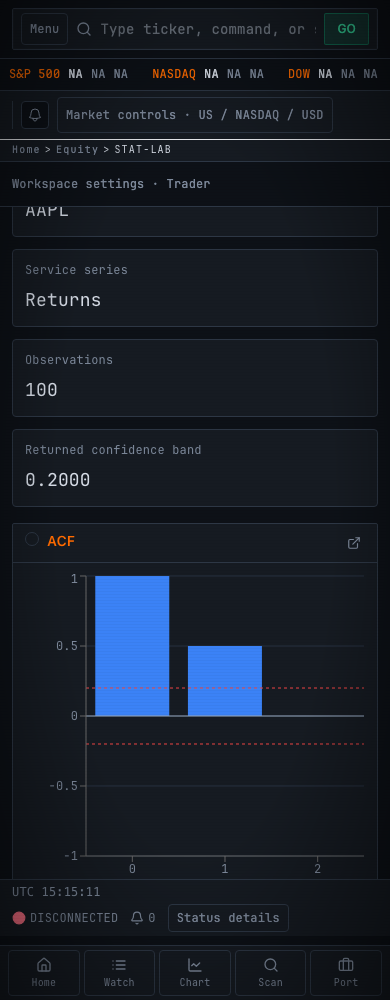 Menu Type ticker, command, or GO
S&P 500 NA NA NA NASDAQ NA NA NA DOW NA NA NA
Market controls · US / NASDAQ / USD
Home > Equity > STAT-LAB
Workspace settings · Trader
AAPL
Service series
Returns
Observations
100
Returned confidence band
0.2000
ACF
1
0.5
0
-0.5
-1
0 1 2
UTC 15:15:11
DISCONNECTED 0 Status details
Home Watch Chart Scan Port